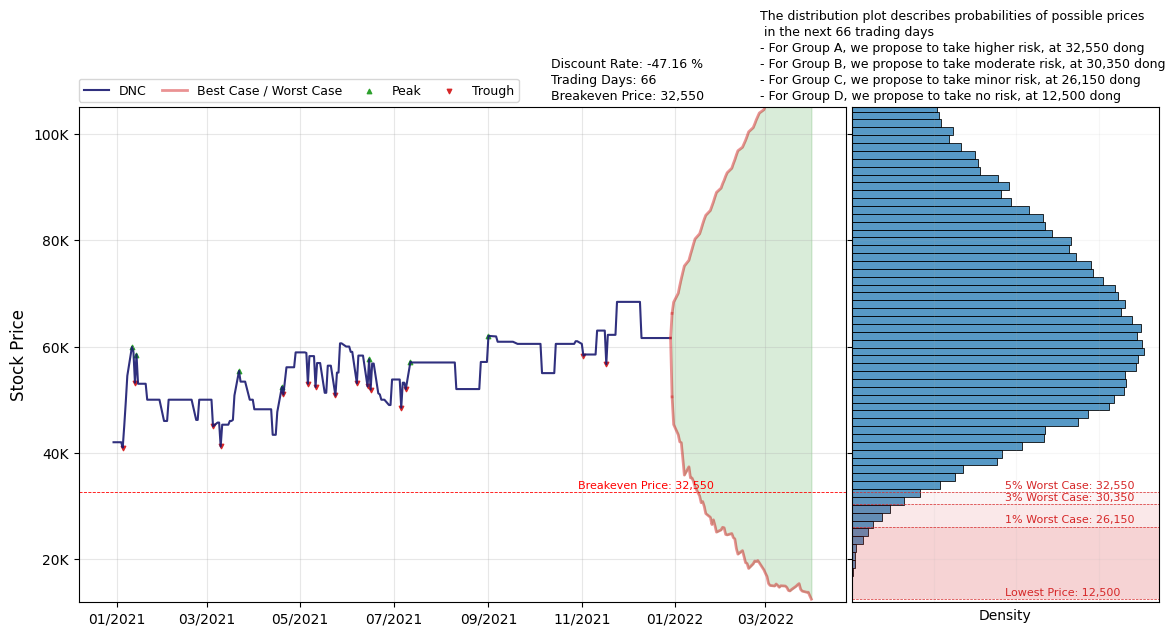 The distribution plot describes probabilities of possible prices
in the next 66 trading days
- For Group A, we propose to take higher risk, at 32,550 dong
- For Group B, we propose to take moderate risk, at 30,350 dong
- For Group C, we propose to take minor risk, at 26,150 dong
- For Group D, we propose to take no risk, at 12,500 dong
Discount Rate: -47.16 %
Trading Days: 66
Breakeven Price: 32,550
DNC Best Case / Worst Case Peak Trough
100K
80K
60K
40K
20K
Stock Price
Breakeven Price: 32,550
5% Worst Case: 32,550
3% Worst Case: 30,350
1% Worst Case: 26,150
Lowest Price: 12,500
01/2021 03/2021 05/2021 07/2021 09/2021 11/2021 01/2022 03/2022
Density